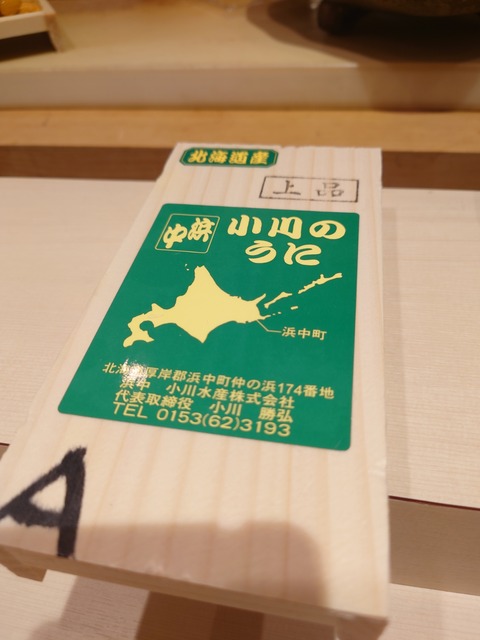 北海道産
上品
浜中
小川の
うに
浜中町
北海道厚岸郡浜中町仲の浜174番地
浜中 小川水産株式会社
代表取締役 小川 勝弘
TEL 0153(62)3193
A